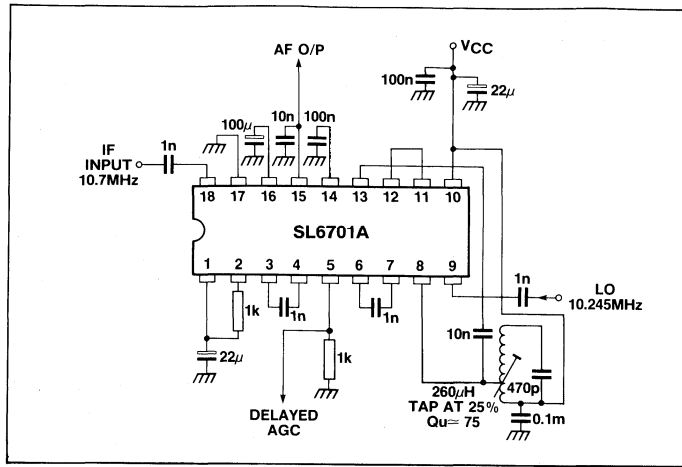 AF O/P
VCC
100n
22µ
100µ
10n
100n
1n
IF
INPUT
10.7MHz
18 17 16 15 14 13 12 11 10
SL6701A
1 2 3 4 5 6 7 8 9
1n
LO
10.245MHz
1k
1n
1n
10n
22µ
1k
260µH
TAP AT 25%
Qu≃ 75
470p
0.1m
DELAYED
AGC